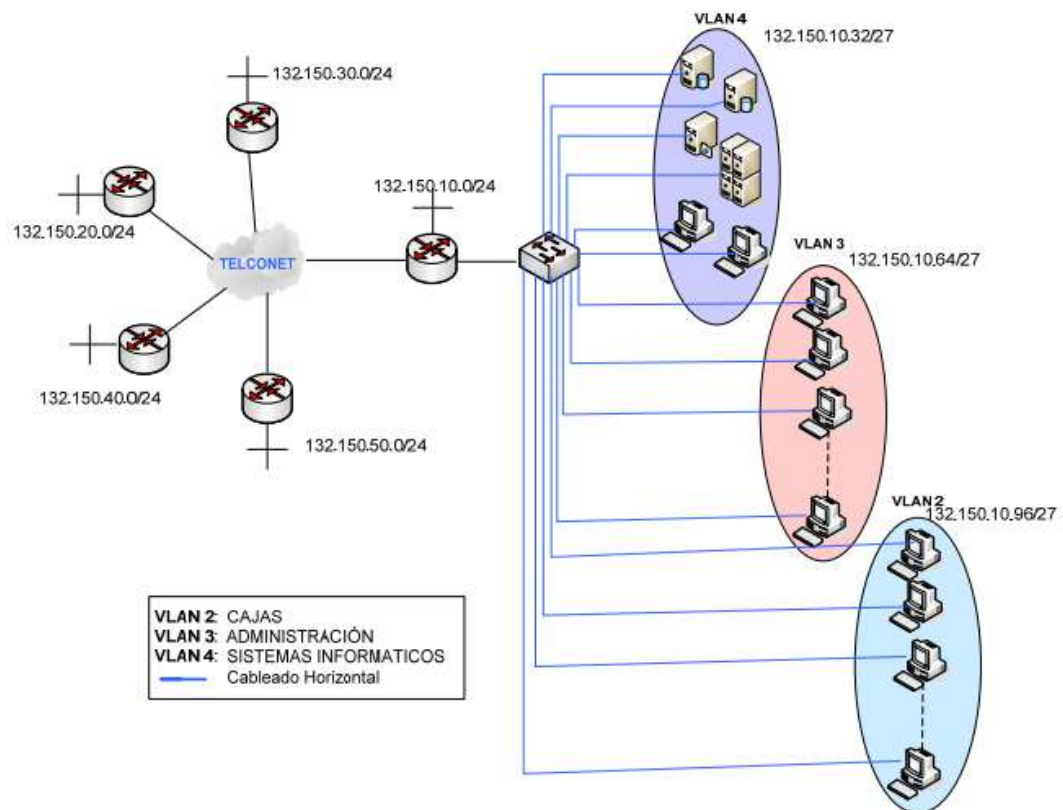 VLAN 4
132.150.10.32/27
132.150.30.0/24
132.150.10.0/24
132.150.20.0/24
TELCONET
VLAN 3
132.150.10.64/27
132.150.40.0/24
132.150.50.0/24
VLAN 2
132.150.10.96/27
VLAN 2: CAJAS
VLAN 3: ADMINISTRACIÓN
VLAN 4: SISTEMAS INFORMATICOS
Cableado Horizontal